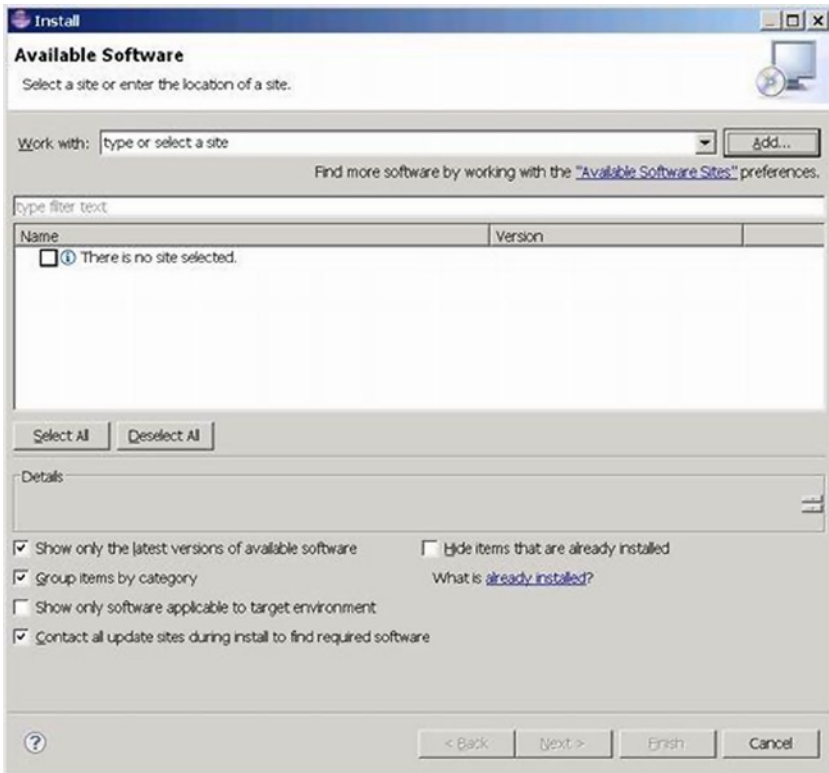 Install
Available Software
Select a site or enter the location of a site.
Work with: type or select a site Add...
Find more software by working with the "Available Software Sites" preferences.
type filter text
Name Version
There is no site selected.
Select All Deselect All
Details
Show only the latest versions of available software Hide items that are already installed
Group items by category What is already installed?
Show only software applicable to target environment
Contact all update sites during install to find required software
? < Back Next > Finish Cancel